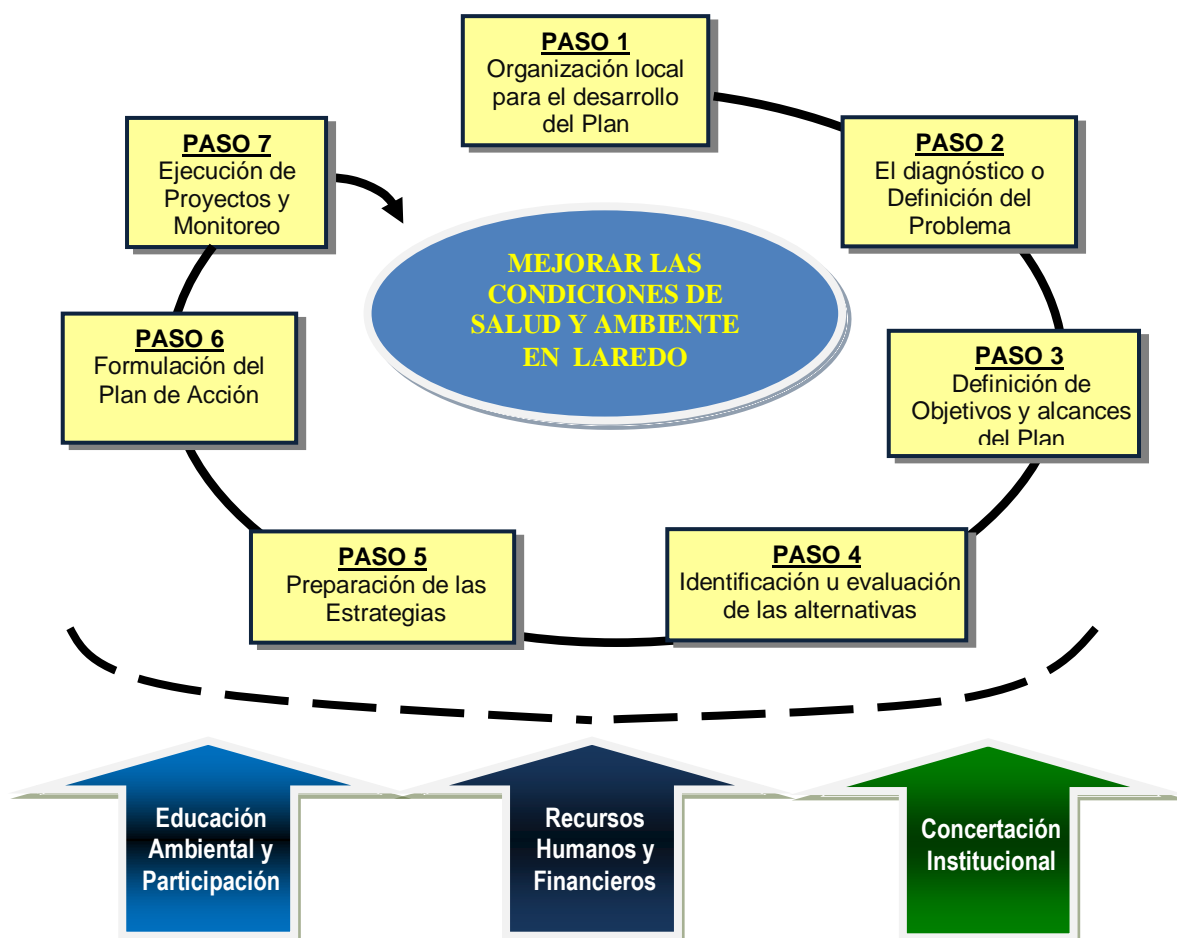 PASO 1
Organización local
para el desarrollo
del Plan
PASO 2
El diagnóstico o
Definición del
Problema
PASO 3
Definición de
Objetivos y alcances
del Plan
PASO 4
Identificación u evaluación
de las alternativas
PASO 5
Preparación de las
Estrategias
PASO 6
Formulación del
Plan de Acción
PASO 7
Ejecución de
Proyectos y
Monitoreo
MEJORAR LAS
CONDICIONES DE
SALUD Y AMBIENTE
EN LAREDO
Educación
Ambiental y
Participación
Recursos
Humanos y
Financieros
Concertación
Institucional